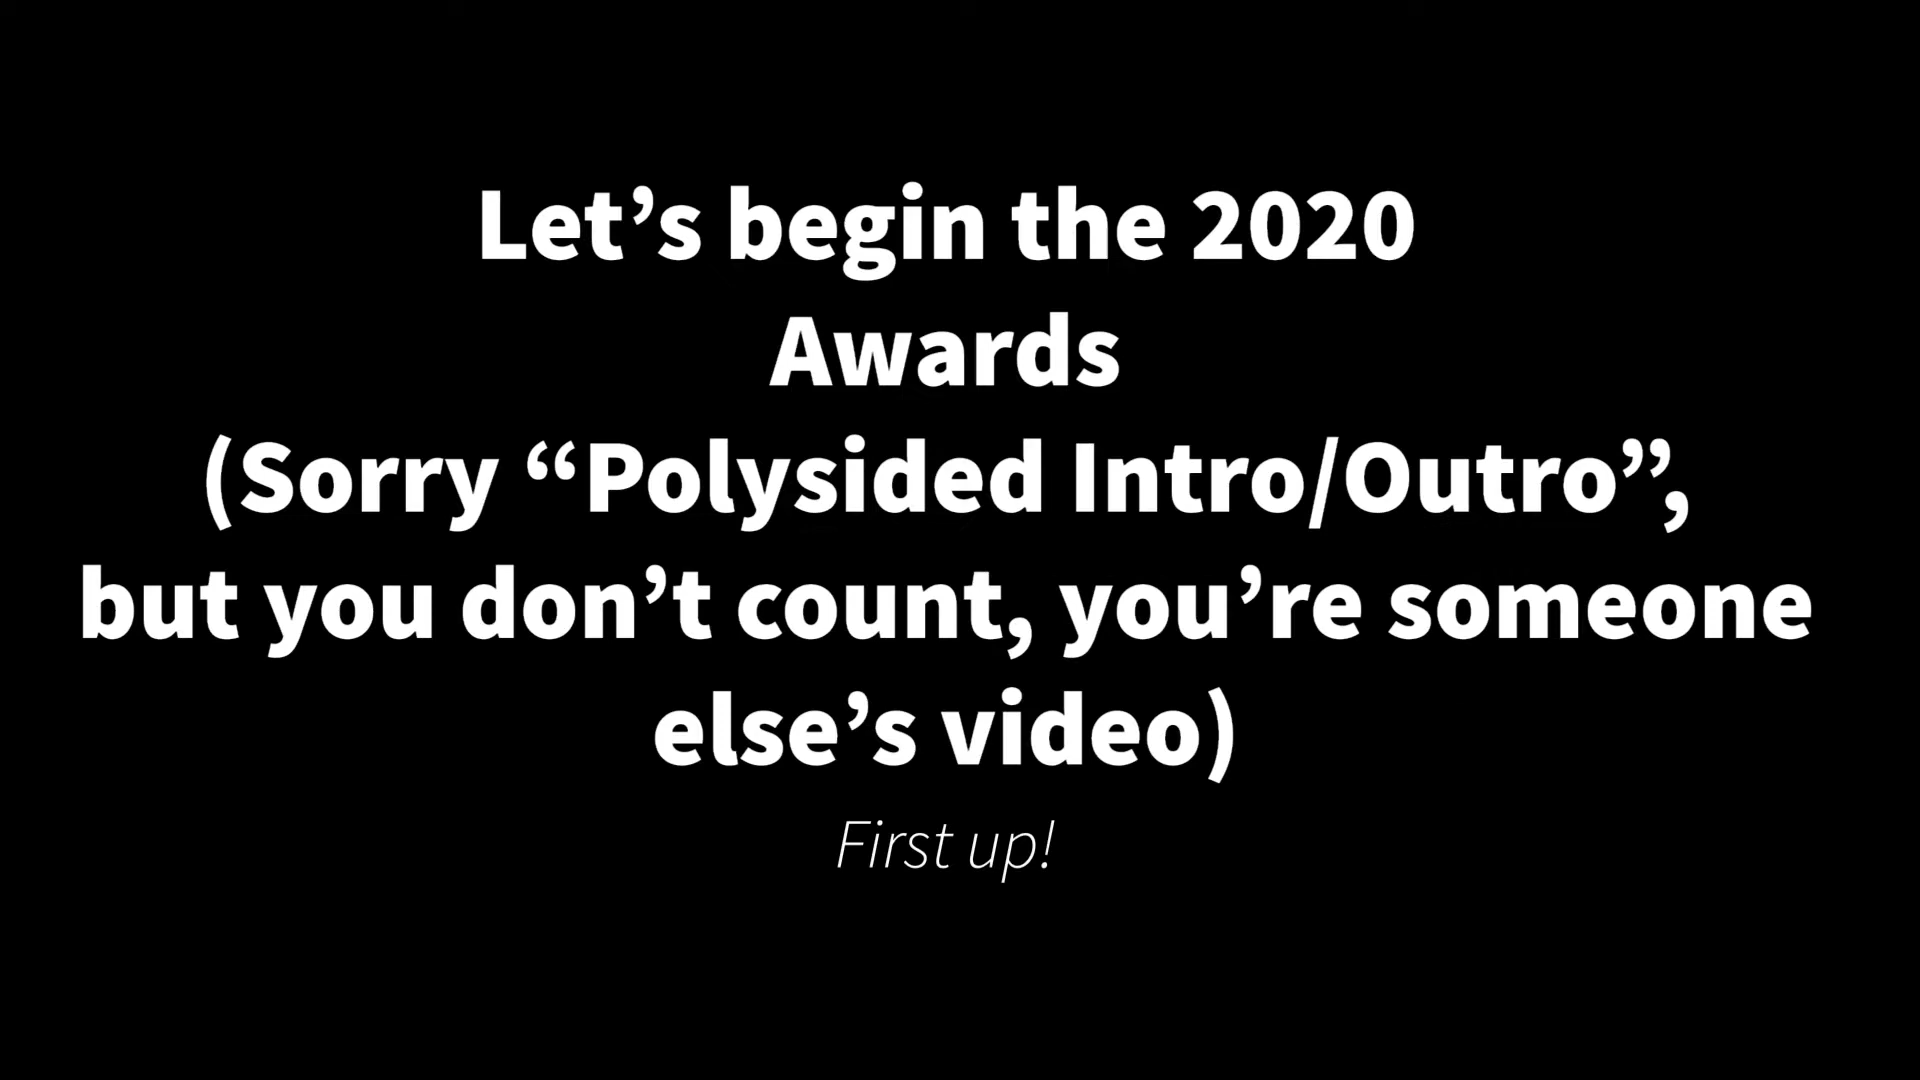 Let’s begin the 2020
Awards
(Sorry “Polysided Intro/Outro”,
but you don’t count, you’re someone
else’s video)
First up!